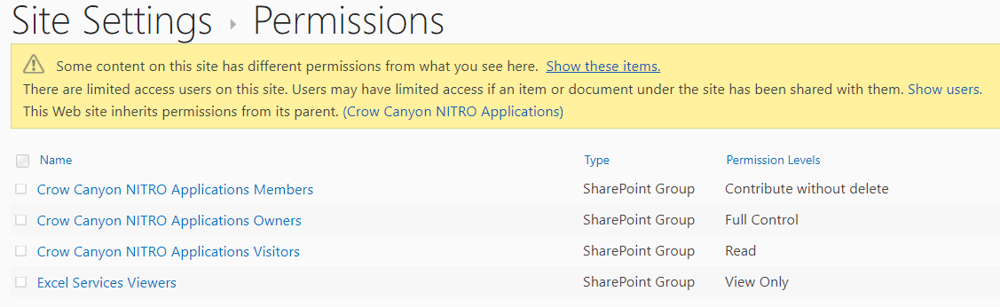 Site Settings ▸ Permissions
Some content on this site has different permissions from what you see here. Show these items.
There are limited access users on this site. Users may have limited access if an item or document under the site has been shared with them. Show users.
This Web site inherits permissions from its parent. (Crow Canyon NITRO Applications)
Name Type Permission Levels
Crow Canyon NITRO Applications Members SharePoint Group Contribute without delete
Crow Canyon NITRO Applications Owners SharePoint Group Full Control
Crow Canyon NITRO Applications Visitors SharePoint Group Read
Excel Services Viewers SharePoint Group View Only